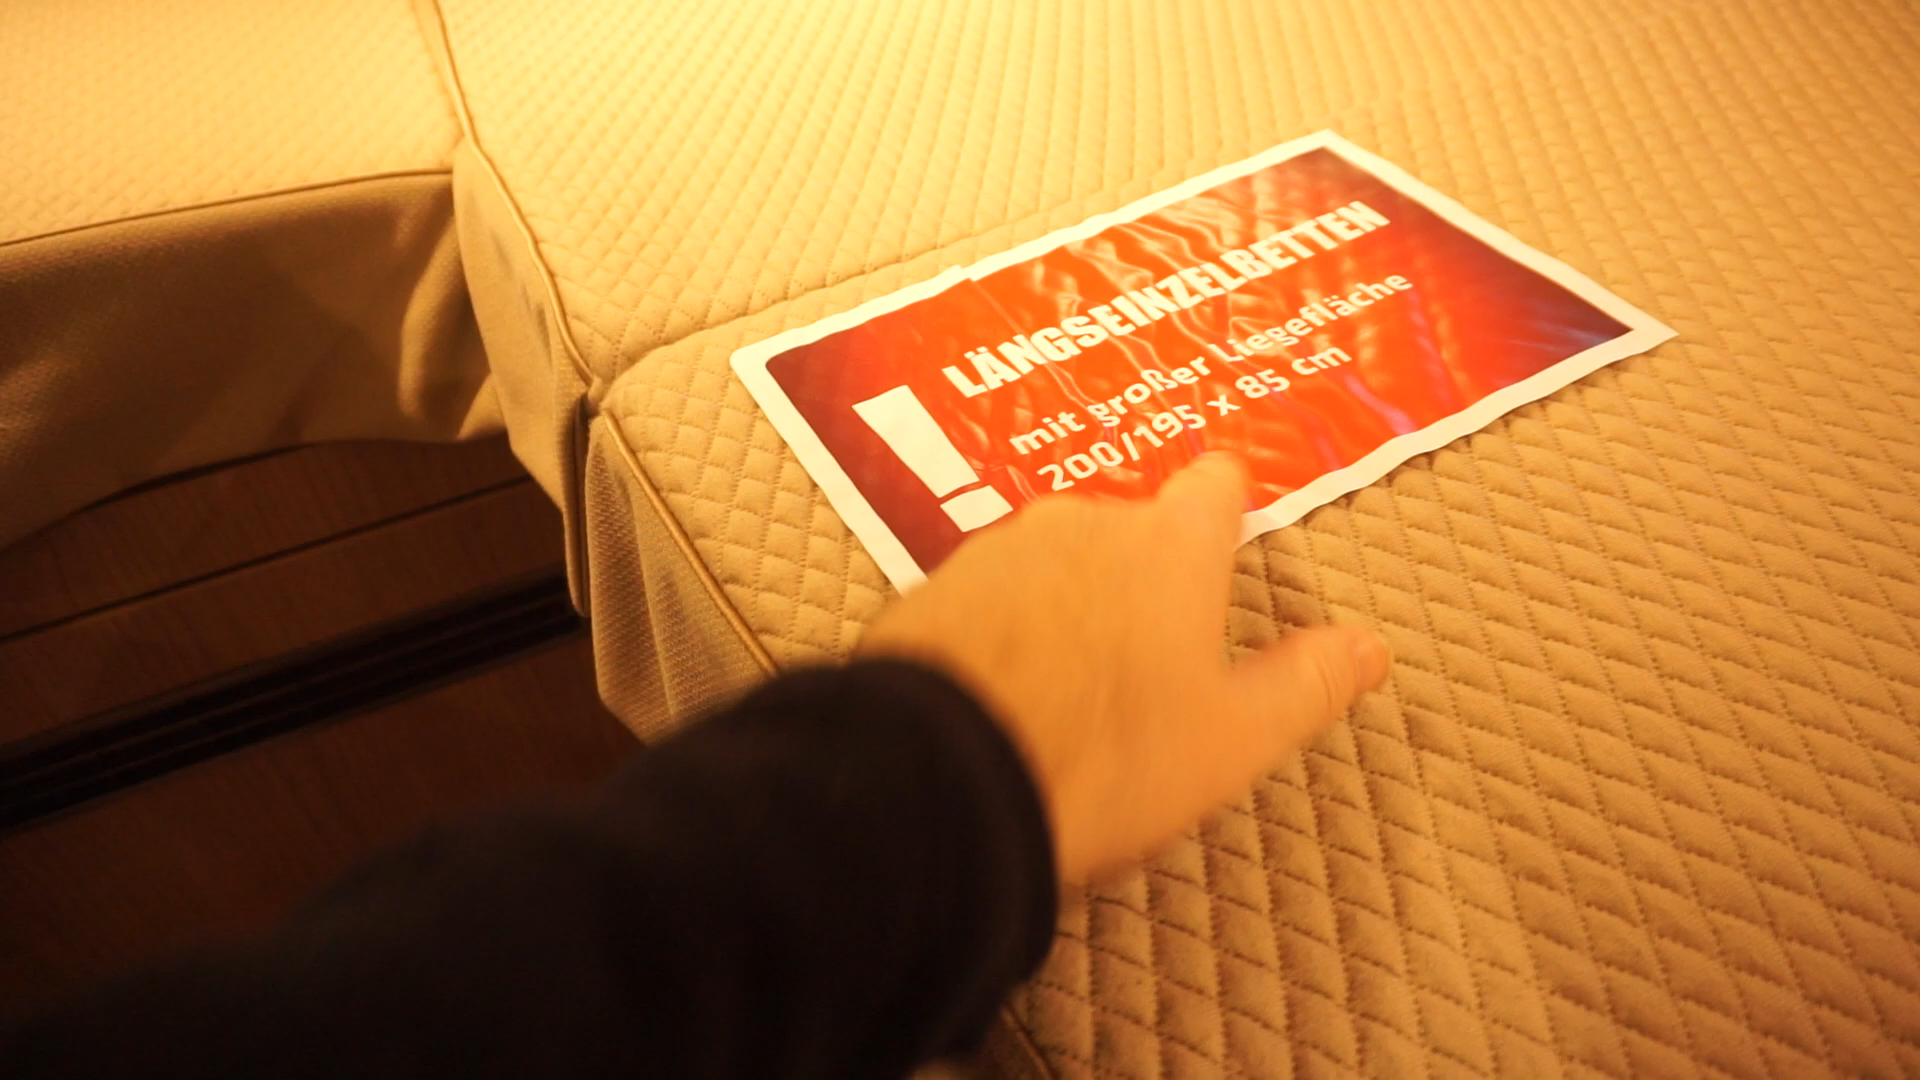 !
LÄNGSEINZELBETTEN
mit großer Liegefläche
200/195 x 85 cm